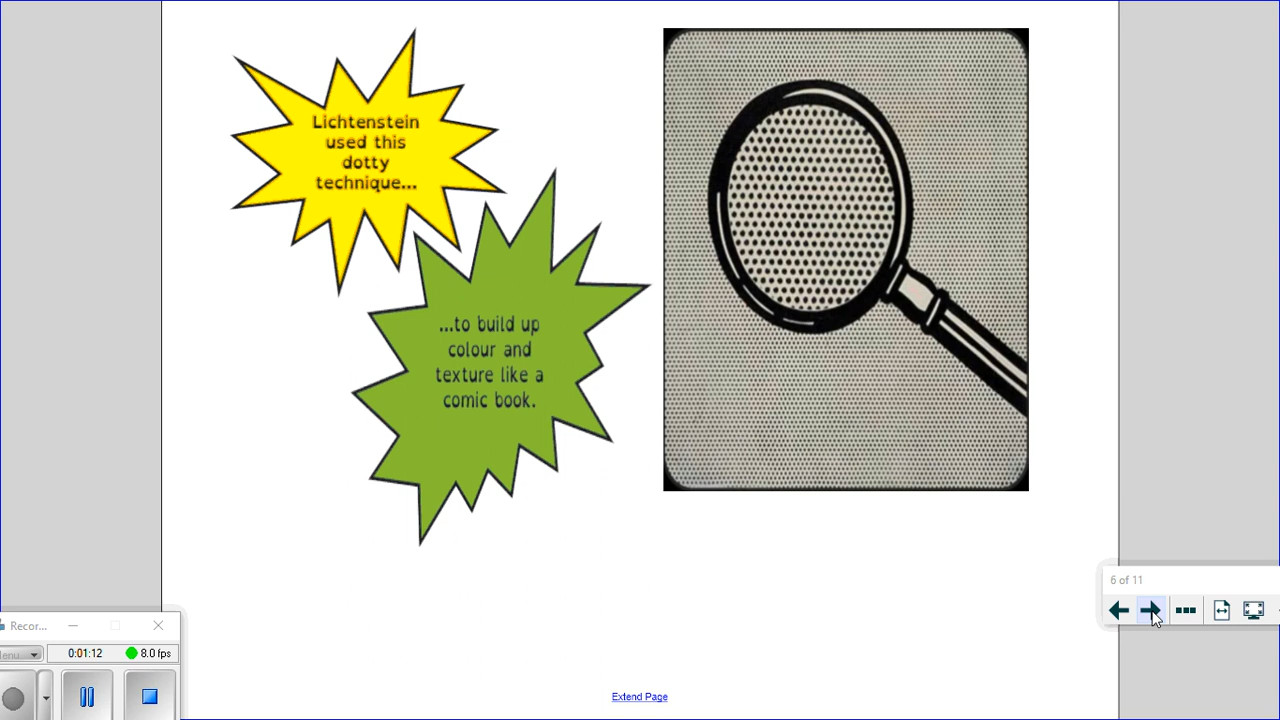 Lichtenstein
used this
dotty
technique...
...to build up
colour and
texture like a
comic book.
6 of 11
Recor...
0:01:12
8.0 fps
Extend Page